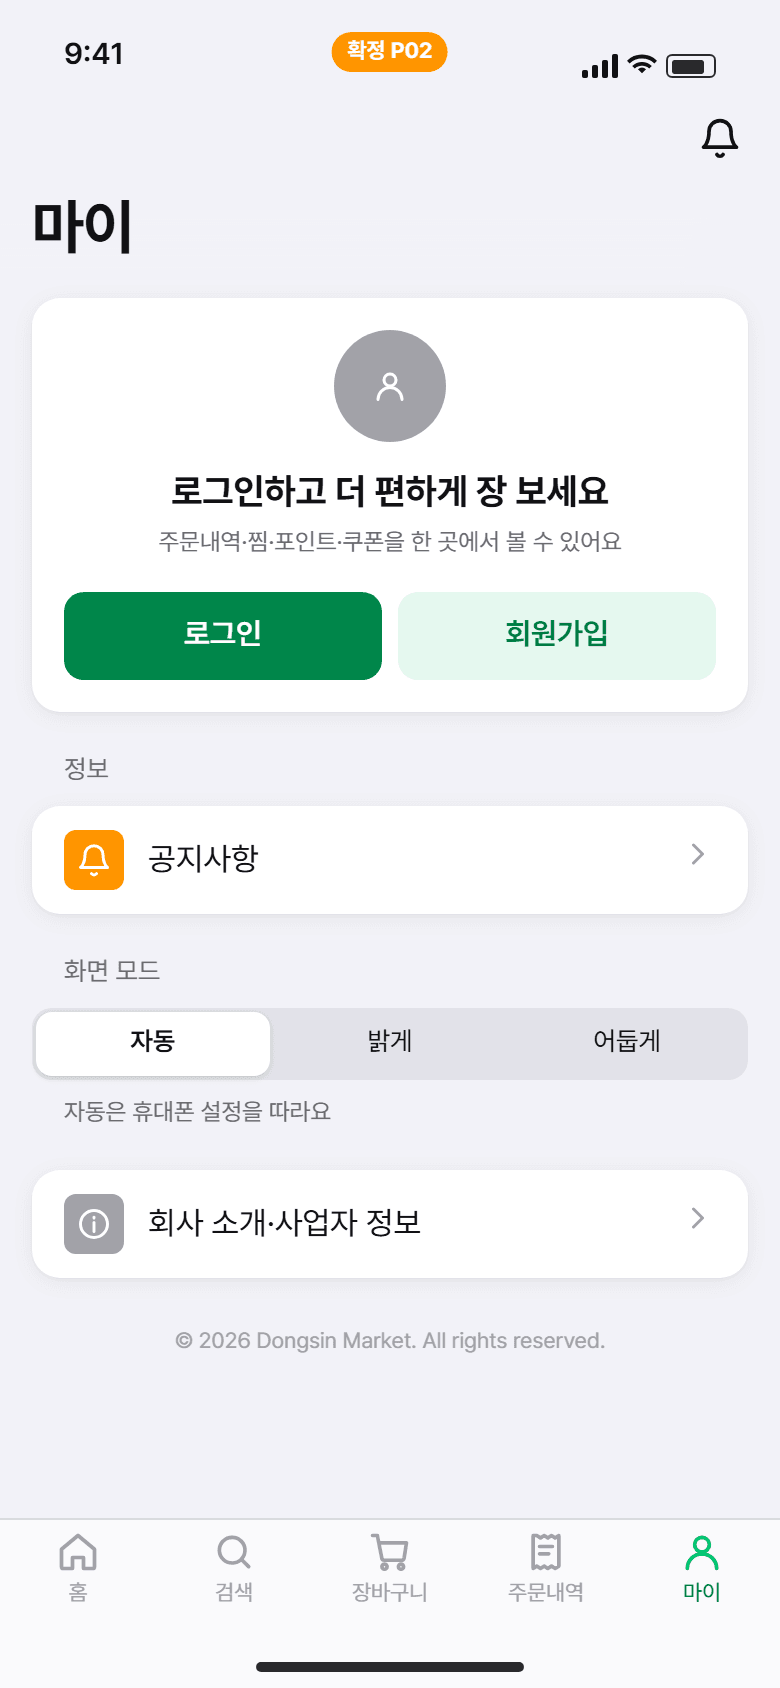 9:41
확정 P02
마이
로그인하고 더 편하게 장 보세요
주문내역·찜·포인트·쿠폰을 한 곳에서 볼 수 있어요
로그인
회원가입
정보
공지사항
화면 모드
자동
밝게
어둡게
자동은 휴대폰 설정을 따라요
회사 소개·사업자 정보
© 2026 Dongsin Market. All rights reserved.
홈
검색
장바구니
주문내역
마이